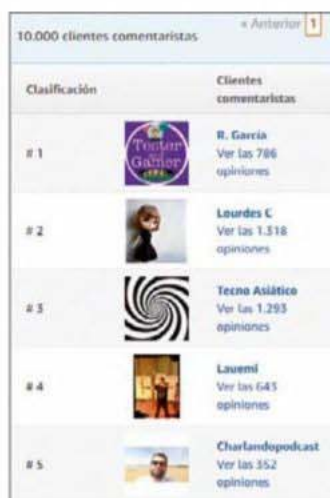 « Anterior 1
10.000 clientes comentaristas
Clasificación
Clientes
comentaristas
# 1
Tester
Gamer
R. García
Ver las 786
opiniones
# 2
Lourdes C
Ver las 1.318
opiniones
# 3
Tecno Asiático
Ver las 1.293
opiniones
# 4
Lauemi
Ver las 643
opiniones
# 5
Charlandopodcast
Ver las 352
opiniones